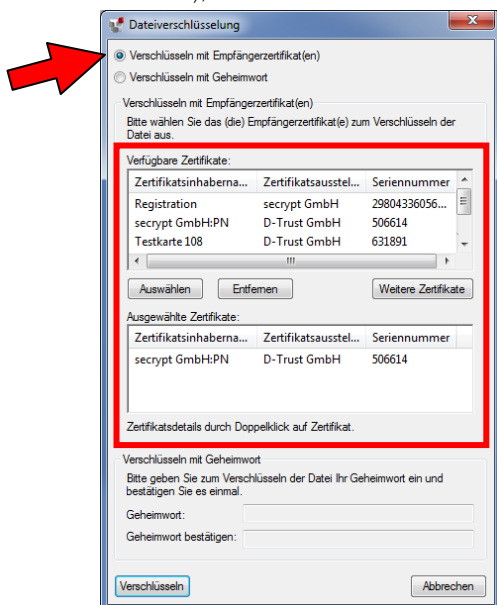 Dateiverschlüsselung
Verschlüsseln mit Empfängerzertifikat(en)
Verschlüsseln mit Geheimwort
Verschlüsseln mit Empfängerzertifikat(en)
Bitte wählen Sie das (die) Empfängerzertifikat(e) zum Verschlüsseln der
Datei aus.
Verfügbare Zertifikate:
Zertifikatsinhaberna... Zertifikatsausstel... Seriennummer
Registration secrypt GmbH 29804336056...
secrypt GmbH:PN D-Trust GmbH 506614
Testkarte 108 D-Trust GmbH 631891
Auswählen Entfernen Weitere Zertifikate
Ausgewählte Zertifikate:
Zertifikatsinhaberna... Zertifikatsausstel... Seriennummer
secrypt GmbH:PN D-Trust GmbH 506614
Zertifikatsdetails durch Doppelklick auf Zertifikat.
Verschlüsseln mit Geheimwort
Bitte geben Sie zum Verschlüsseln der Datei Ihr Geheimwort ein und
bestätigen Sie es einmal.
Geheimwort:
Geheimwort bestätigen:
Verschlüsseln Abbrechen